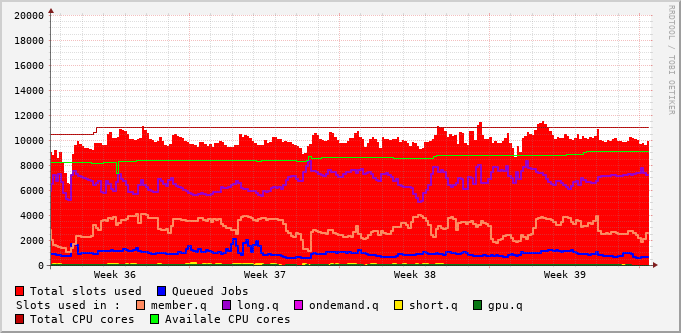 RRDTOOL / TOBI OETIKER
20000
18000
16000
14000
12000
10000
8000
6000
4000
2000
0
Week 36 Week 37 Week 38 Week 39
Total slots used Queued Jobs
Slots used in : member.q long.q ondemand.q short.q gpu.q
Total CPU cores Availale CPU cores